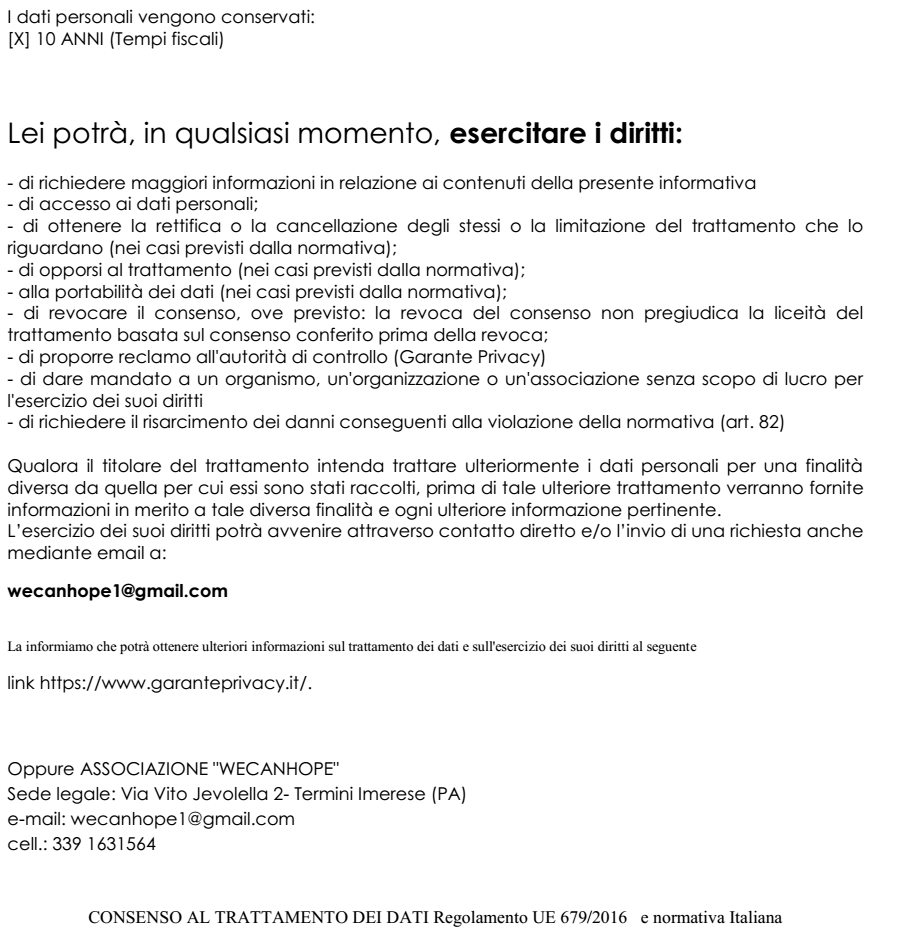 I dati personali vengono conservati:
[X] 10 ANNI (Tempi fiscali)
Lei potrà, in qualsiasi momento, esercitare i diritti:
- di richiedere maggiori informazioni in relazione ai contenuti della presente informativa
- di accesso ai dati personali;
- di ottenere la rettifica o la cancellazione degli stessi o la limitazione del trattamento che lo
riguardano (nei casi previsti dalla normativa);
- di opporsi al trattamento (nei casi previsti dalla normativa);
- alla portabilità dei dati (nei casi previsti dalla normativa);
- di revocare il consenso, ove previsto: la revoca del consenso non pregiudica la liceità del
trattamento basata sul consenso conferito prima della revoca;
- di proporre reclamo all'autorità di controllo (Garante Privacy)
- di dare mandato a un organismo, un'organizzazione o un'associazione senza scopo di lucro per
l'esercizio dei suoi diritti
- di richiedere il risarcimento dei danni conseguenti alla violazione della normativa (art. 82)
Qualora il titolare del trattamento intenda trattare ulteriormente i dati personali per una finalità
diversa da quella per cui essi sono stati raccolti, prima di tale ulteriore trattamento verranno fornite
informazioni in merito a tale diversa finalità e ogni ulteriore informazione pertinente.
L’esercizio dei suoi diritti potrà avvenire attraverso contatto diretto e/o l’invio di una richiesta anche
mediante email a:
wecanhope1@gmail.com
La informiamo che potrà ottenere ulteriori informazioni sul trattamento dei dati e sull'esercizio dei suoi diritti al seguente
link https://www.garanteprivacy.it/.
Oppure ASSOCIAZIONE "WECANHOPE"
Sede legale: Via Vito Jevolella 2- Termini Imerese (PA)
e-mail: wecanhope1@gmail.com
cell.: 339 1631564
CONSENSO AL TRATTAMENTO DEI DATI Regolamento UE 679/2016 e normativa Italiana